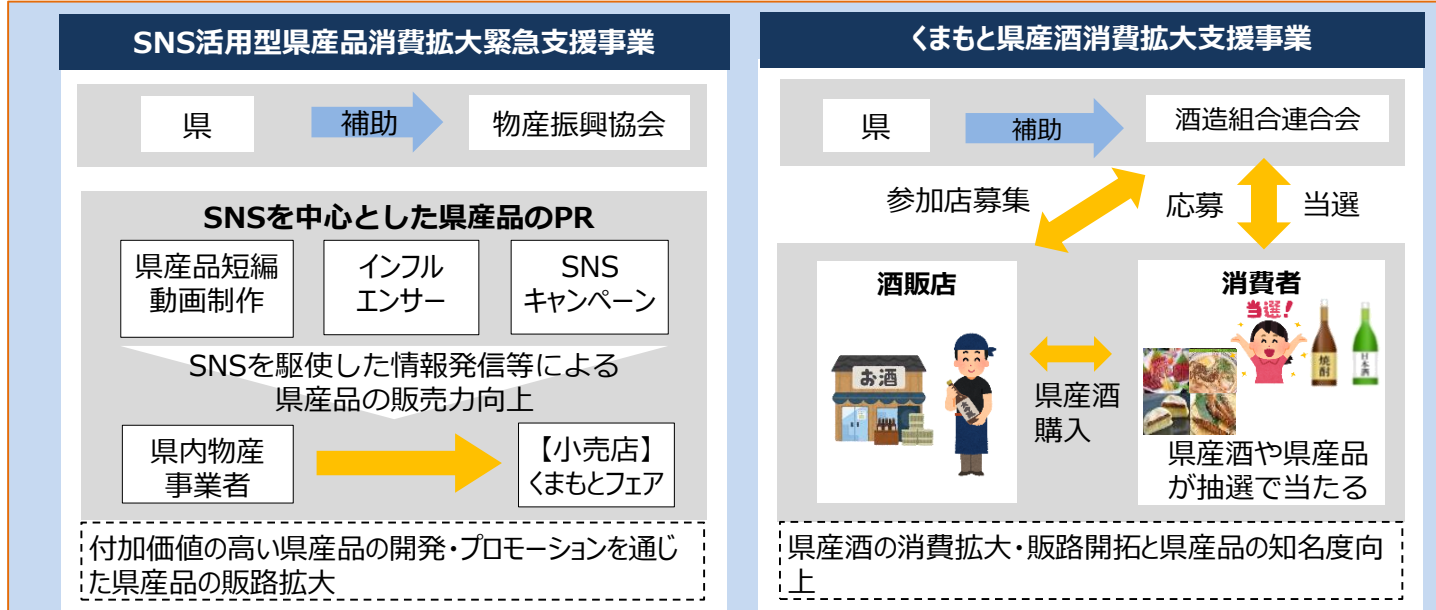 SNS活用型県産品消費拡大緊急支援事業
県
補助
物産振興協会
SNSを中心とした県産品のPR
県産品短編
動画制作
インフル
エンサー
SNS
キャンペーン
SNSを駆使した情報発信等による
県産品の販売力向上
県内物産
事業者
【小売店】
くまもとフェア
付加価値の高い県産品の開発・プロモーションを通じ
た県産品の販路拡大
くまもと県産酒消費拡大支援事業
県
補助
酒造組合連合会
参加店募集
応募
当選
酒販店
お酒
県産酒
購入
消費者
当選!
焼酎
日本酒
県産酒や県産品
が抽選で当たる
県産酒の消費拡大・販路開拓と県産品の知名度向
上